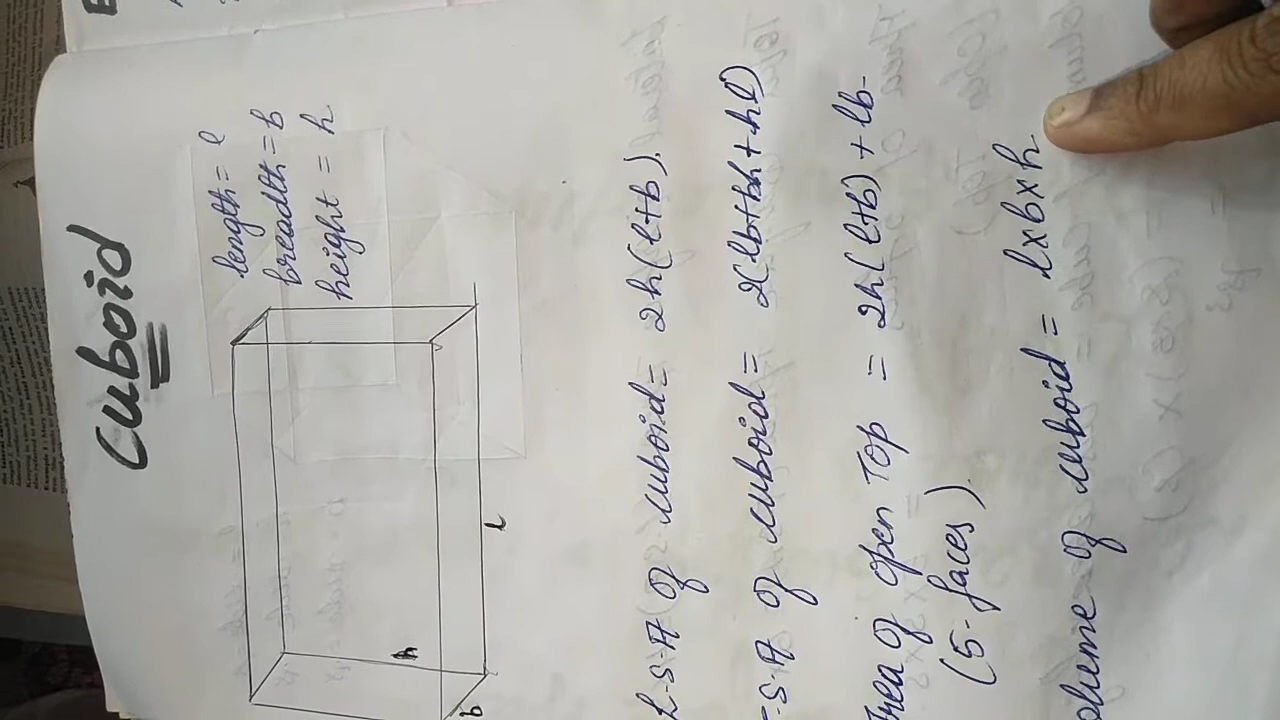 cuboid
length = l
breadth = b
height = h
h
l
b
L.S.A of cuboid = 2h(l+b).
.S.A of cuboid = 2(lb+bh+hl)
Area of open Top = 2h(l+b) + lb-
(5-faces).
olume of cuboid = l×b×h